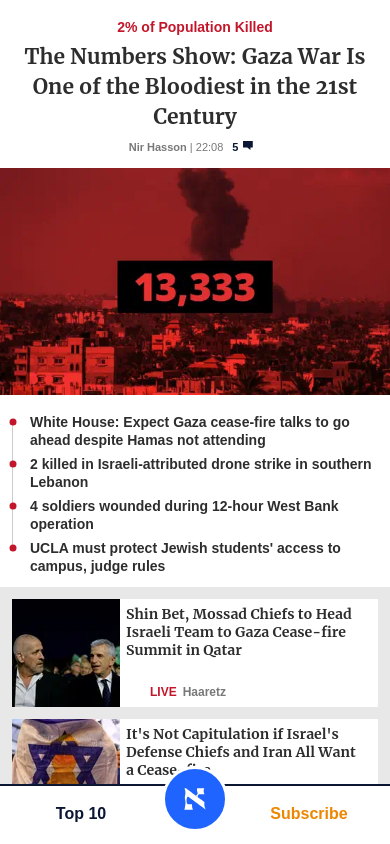 2% of Population Killed
The Numbers Show: Gaza War Is
One of the Bloodiest in the 21st
Century
Nir Hasson | 22:08 5
13,333
White House: Expect Gaza cease-fire talks to go
ahead despite Hamas not attending
2 killed in Israeli-attributed drone strike in southern
Lebanon
4 soldiers wounded during 12-hour West Bank
operation
UCLA must protect Jewish students' access to
campus, judge rules
Shin Bet, Mossad Chiefs to Head
Israeli Team to Gaza Cease-fire
Summit in Qatar
LIVE Haaretz
It's Not Capitulation if Israel's
Defense Chiefs and Iran All Want
a Cease-fire
Top 10
Subscribe